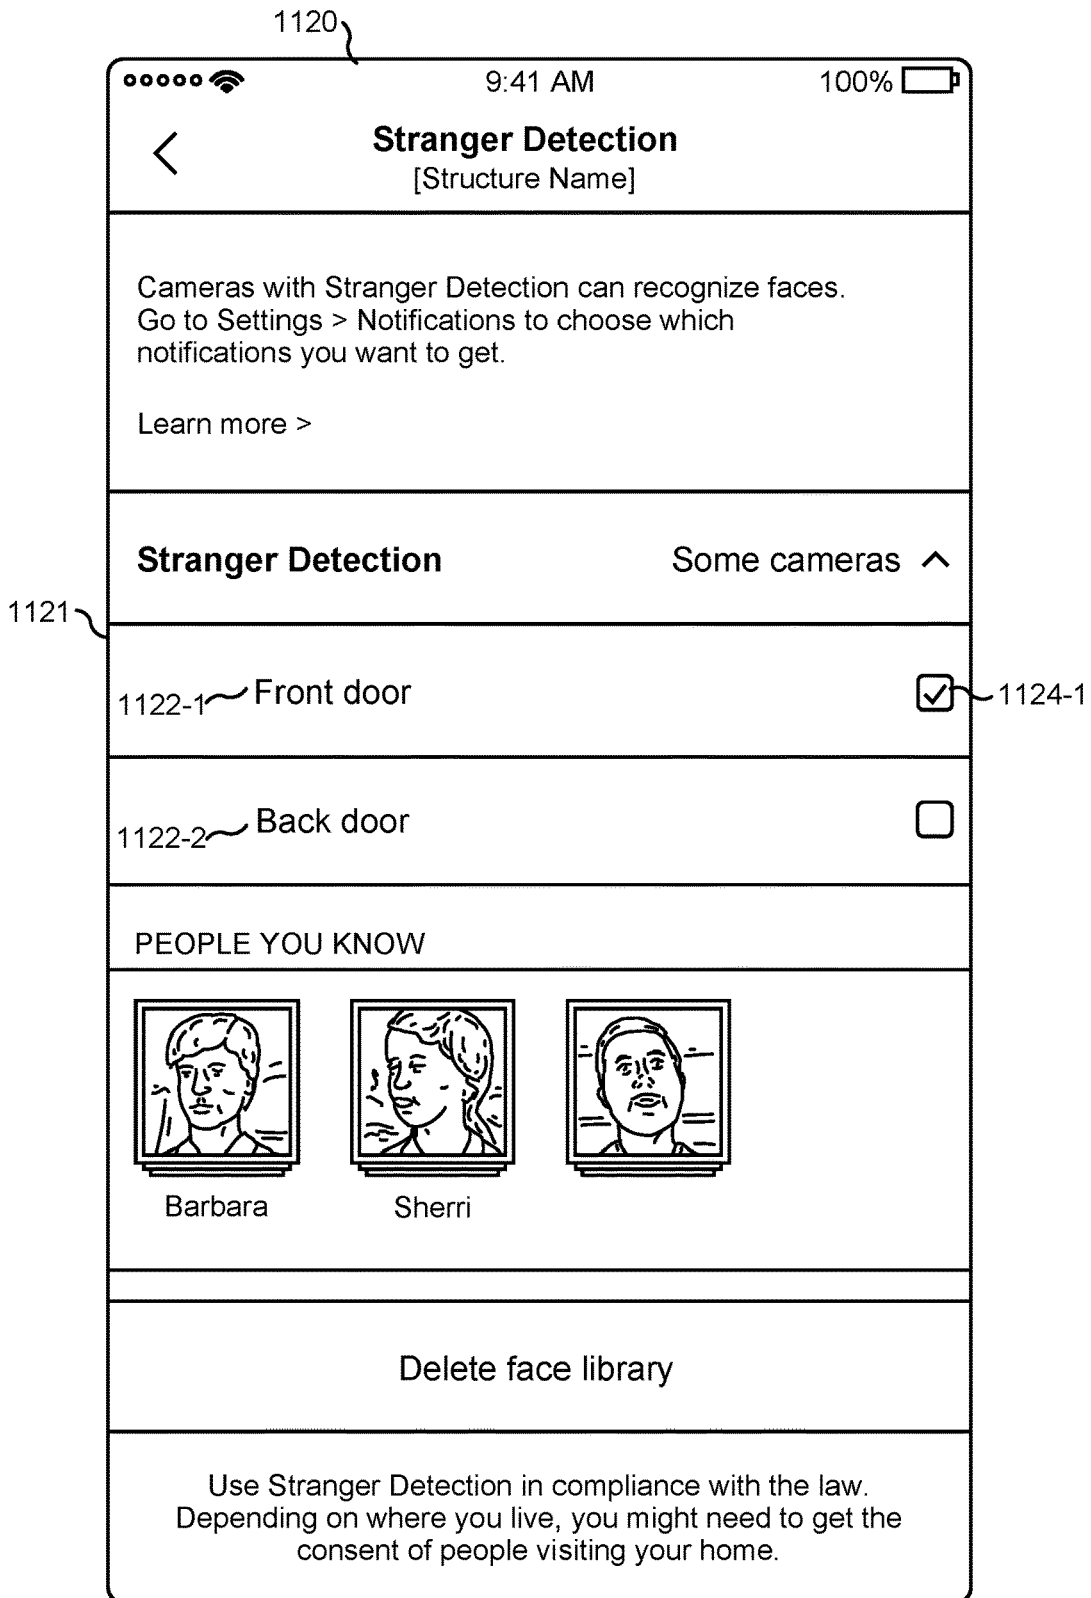 1120
9:41 AM 100%
Stranger Detection
[Structure Name]
Cameras with Stranger Detection can recognize faces.
Go to Settings > Notifications to choose which
notifications you want to get.
Learn more >
Stranger Detection Some cameras
1121
1122-1 Front door 1124-1
1122-2 Back door
PEOPLE YOU KNOW
Barbara Sherri
Delete face library
Use Stranger Detection in compliance with the law.
Depending on where you live, you might need to get the
consent of people visiting your home.